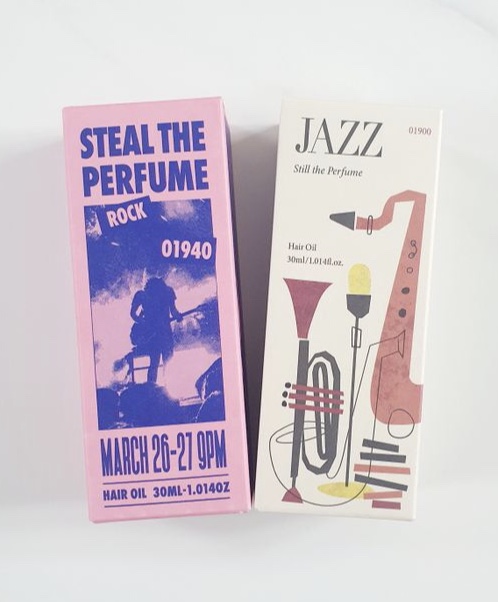 STEAL THE
PERFUME
ROCK
01940
MARCH 26-27 9PM
HAIR OIL 30ML-1.014OZ
JAZZ
01900
Still the Perfume
Hair Oil
30ml/1.014fl.oz.